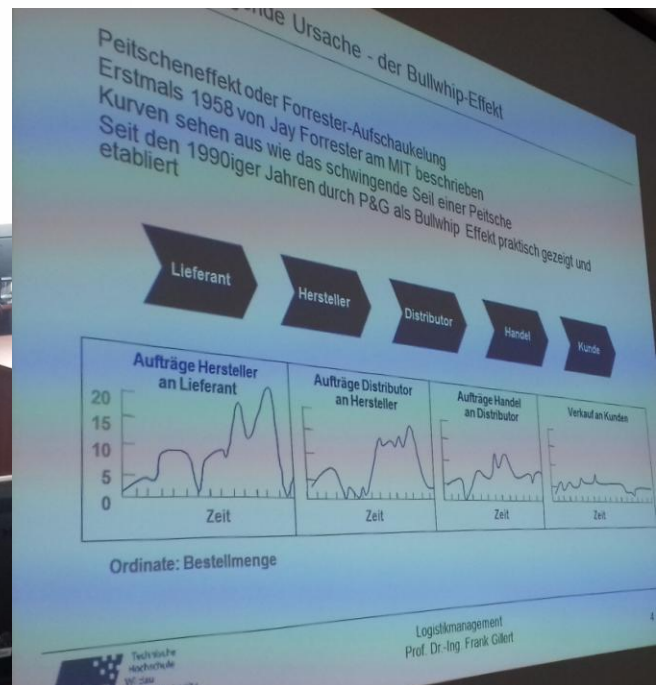 Ursache - der Bullwhip-Effekt
Peitscheneffekt oder Forrester-Aufschaukelung
Erstmals 1958 von Jay Forrester am MIT beschrieben
Kurven sehen aus wie das schwingende Seil einer Peitsche
Seit den 1990iger Jahren durch P&G als Bullwhip Effekt praktisch gezeigt und
etabliert
Lieferant
Hersteller
Distributor
Handel
Kunde
Aufträge Hersteller
an Lieferant
20
15
10
5
0
Zeit
Aufträge Distributor
an Hersteller
Zeit
Aufträge Handel
an Distributor
Zeit
Verkauf an Kunden
Zeit
Ordinate: Bestellmenge
Technische
Hochschule
Logistikmanagement
Prof. Dr.-Ing. Frank Gillert
4